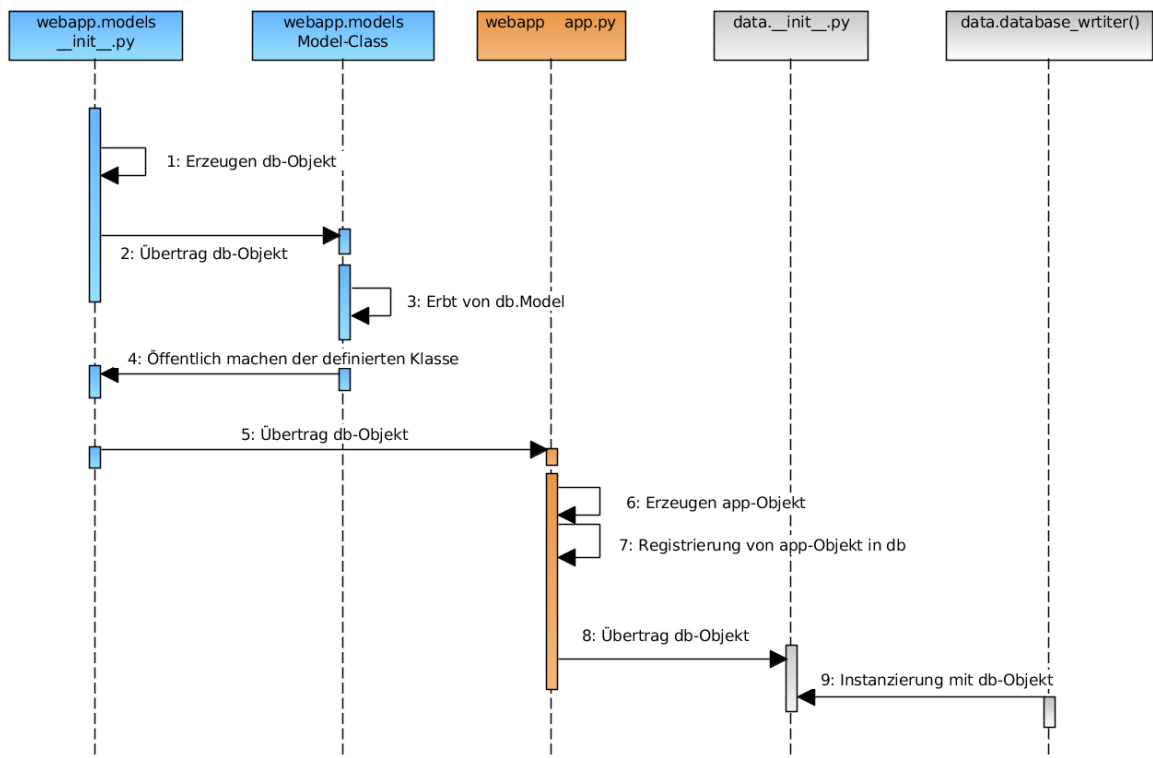 webapp.models
__init__.py
webapp.models
Model-Class
webapp app.py
data.__init__.py
data.database_wrtiter()
1: Erzeugen db-Objekt
2: Übertrag db-Objekt
3: Erbt von db.Model
4: Öffentlich machen der definierten Klasse
5: Übertrag db-Objekt
6: Erzeugen app-Objekt
7: Registrierung von app-Objekt in db
8: Übertrag db-Objekt
9: Instanzierung mit db-Objekt